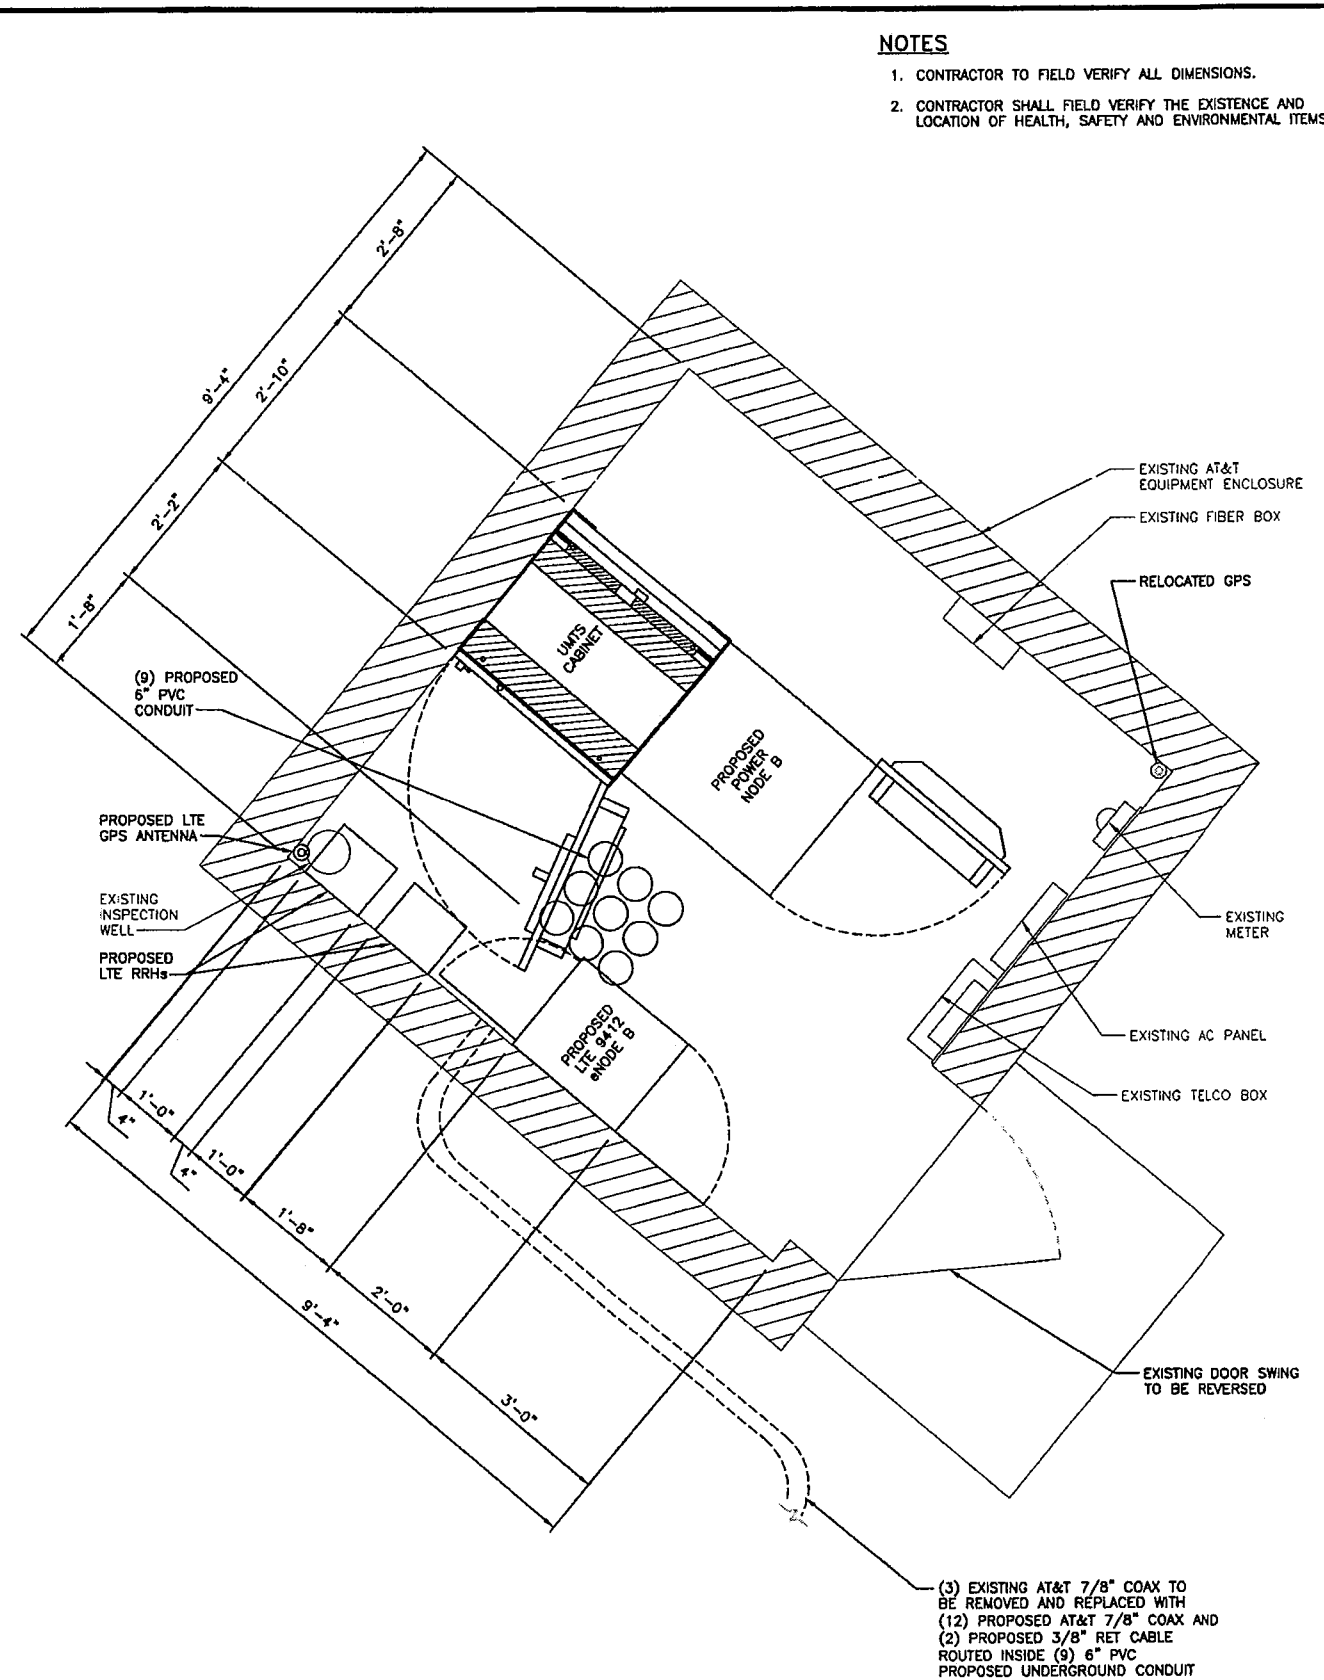 NOTES
1. CONTRACTOR TO FIELD VERIFY ALL DIMENSIONS.
2. CONTRACTOR SHALL FIELD VERIFY THE EXISTENCE AND
LOCATION OF HEALTH, SAFETY AND ENVIRONMENTAL ITEMS
2'-8"
9'-4"
2'-10"
2'-2"
1'-8"
EXISTING AT&T
EQUIPMENT ENCLOSURE
EXISTING FIBER BOX
RELOCATED GPS
UMTS
CABINET
(9) PROPOSED
6" PVC
CONDUIT
PROPOSED
POWER
NODE B
PROPOSED LTE
GPS ANTENNA
EXISTING
INSPECTION
WELL
PROPOSED
LTE RRHs
EXISTING
METER
PROPOSED
LTE 9412
eNODE B
EXISTING AC PANEL
EXISTING TELCO BOX
1'-0"
4"
1'-0"
4"
1'-8"
2'-0"
9'-4"
3'-0"
EXISTING DOOR SWING
TO BE REVERSED
(3) EXISTING AT&T 7/8" COAX TO
BE REMOVED AND REPLACED WITH
(12) PROPOSED AT&T 7/8" COAX AND
(2) PROPOSED 3/8" RET CABLE
ROUTED INSIDE (9) 6" PVC
PROPOSED UNDERGROUND CONDUIT